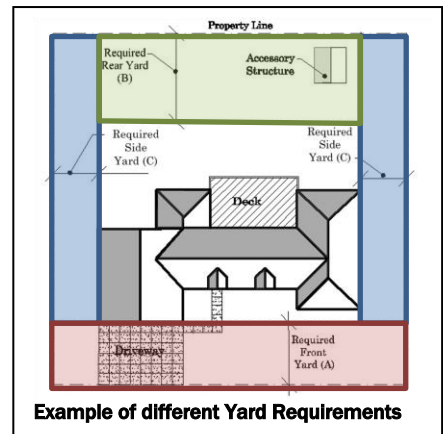 Property Line
Required
Rear Yard
(B)
Accessory
Structure
Required
Side
Yard (C)
Required
Side
Yard (C)
Deck
Driveway
Required
Front
Yard (A)
Example of different Yard Requirements